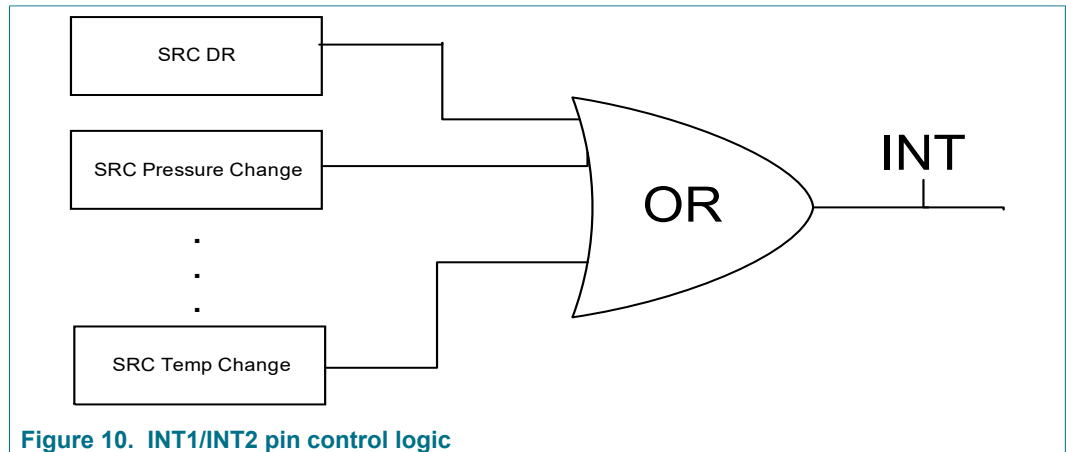 SRC DR
SRC Pressure Change
.
.
.
SRC Temp Change
OR
INT
Figure 10. INT1/INT2 pin control logic